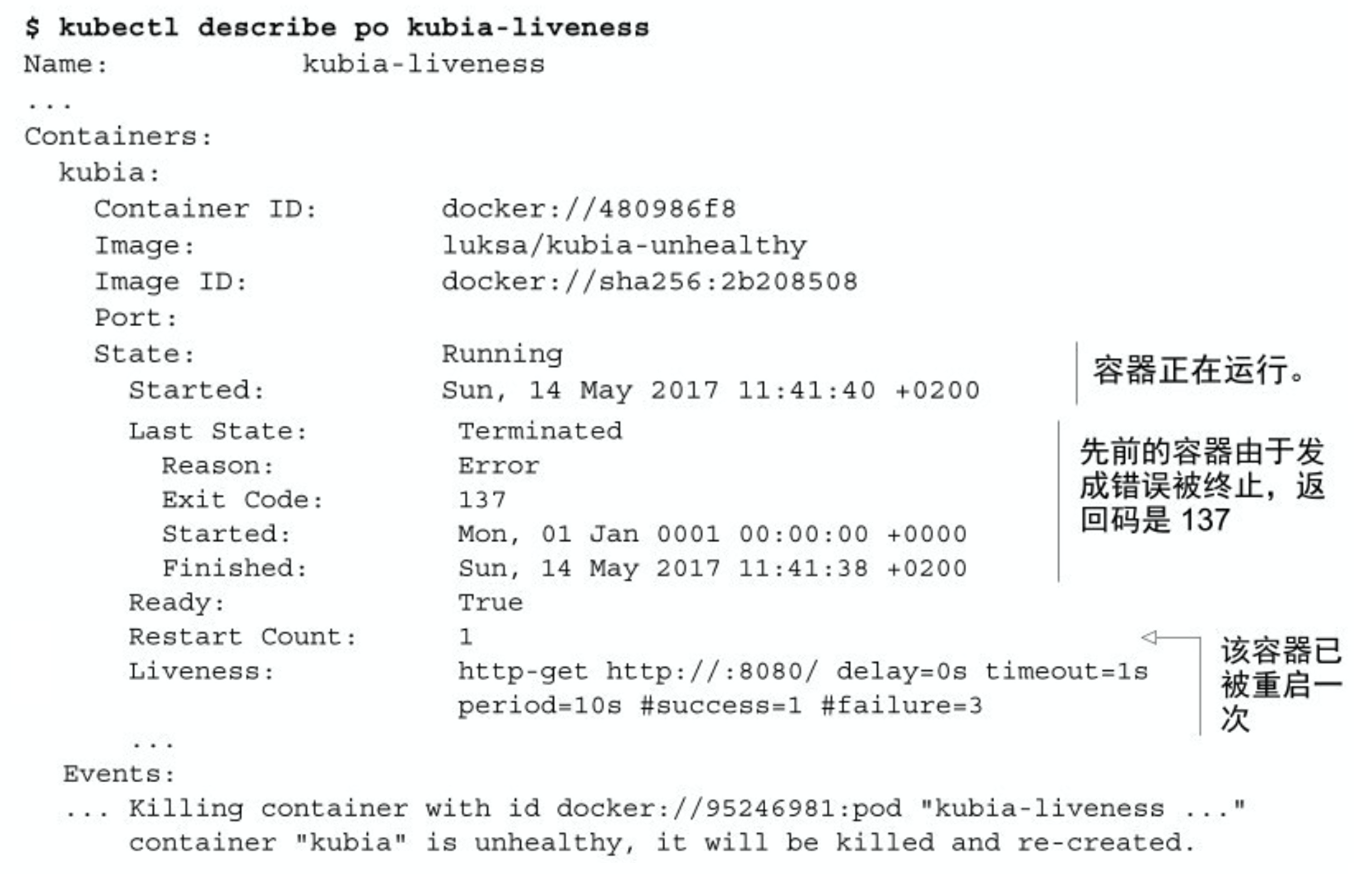 $ kubectl describe po kubia-liveness
Name: kubia-liveness
...
Containers:
kubia:
Container ID: docker://480986f8
Image: luksa/kubia-unhealthy
Image ID: docker://sha256:2b208508
Port:
State: Running
容器正在运行。
Started: Sun, 14 May 2017 11:41:40 +0200
Last State: Terminated
Reason: Error
Exit Code: 137
Started: Mon, 01 Jan 0001 00:00:00 +0000
Finished: Sun, 14 May 2017 11:41:38 +0200
先前的容器由于发
成错误被终止，返
回码是 137
Ready: True
Restart Count: 1
该容器已
被重启一
次
Liveness: http-get http://:8080/ delay=0s timeout=1s
period=10s #success=1 #failure=3
...
Events:
... Killing container with id docker://95246981:pod "kubia-liveness ..."
container "kubia" is unhealthy, it will be killed and re-created.